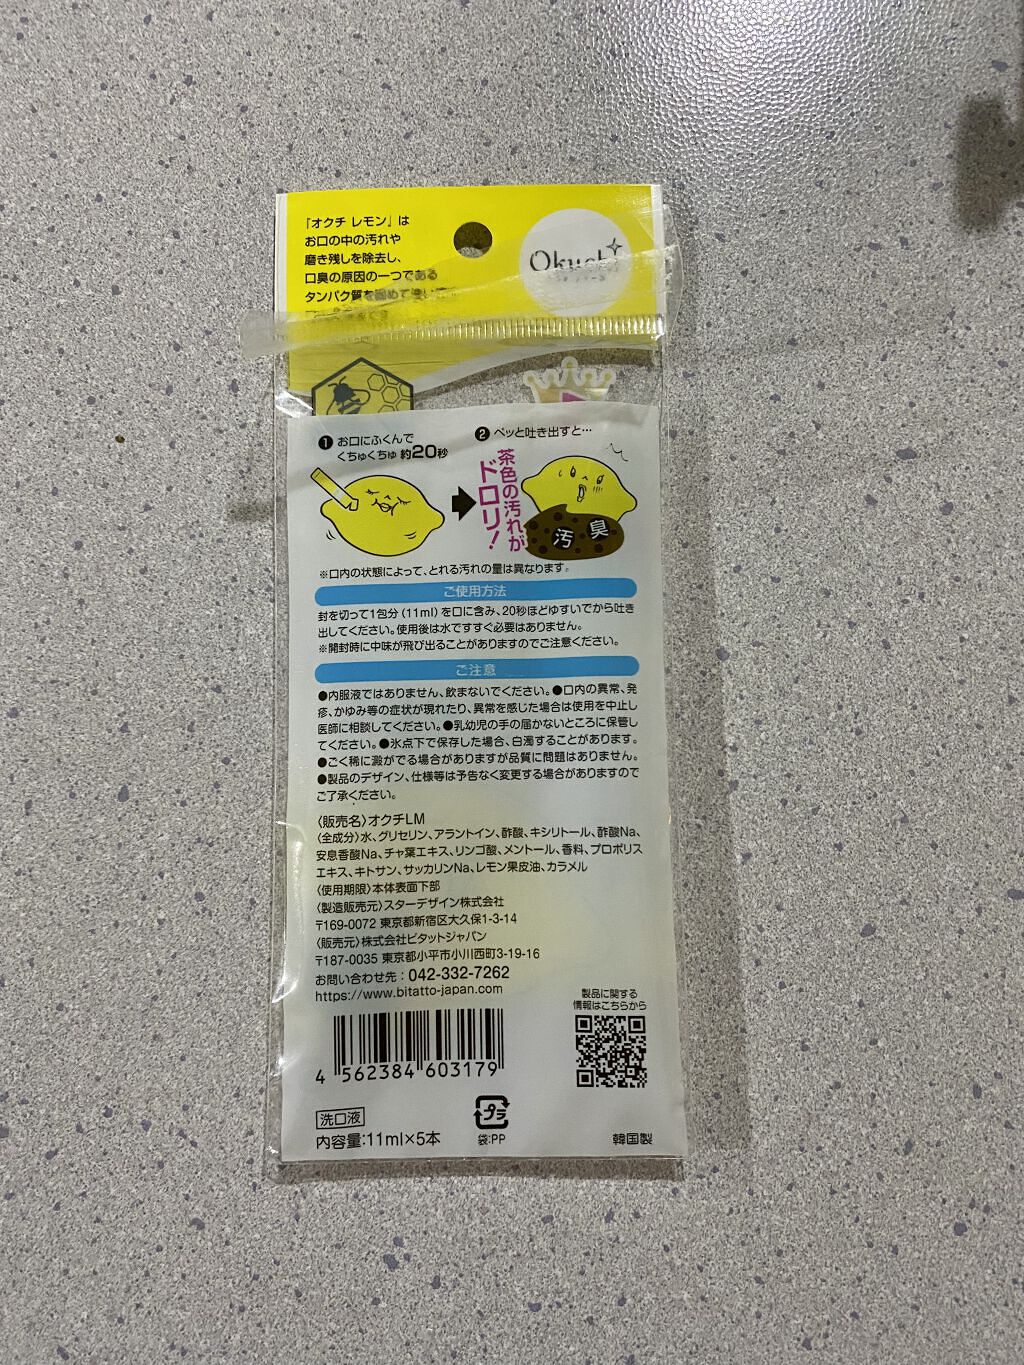 『オクチ レモン』は
お口の中の汚れや
磨き残しを除去し、
口臭の原因の一つである
タンパク質を固めて
Okuchi
❶ お口にふくんで
くちゅくちゅ 約20秒
❷ ペッと吐き出すと…
茶色の汚れが
ドロリ!
汚 臭
※口内の状態によって、とれる汚れの量は異なります。
ご使用方法
封を切って1包分(11ml)を口に含み、20秒ほどゆすいでから吐き
出してください。使用後は水ですすぐ必要はありません。
※開封時に中味が飛び出ることがありますのでご注意ください。
ご注意
●内服液ではありません、飲まないでください。●口内の異常、発
疹、かゆみ等の症状が現れたり、異常を感じた場合は使用を中止し
医師に相談してください。●乳幼児の手の届かないところに保管し
てください。●氷点下で保存した場合、白濁することがあります。
●ごく稀に澱がでる場合がありますが品質に問題はありません。
●製品のデザイン、仕様等は予告なく変更する場合がありますので
ご了承ください。
〈販売名〉オクチLM
〈全成分〉水、グリセリン、アラントイン、酢酸、キシリトール、酢酸Na、
安息香酸Na、チャ葉エキス、リンゴ酸、メントール、香料、プロポリス
エキス、キトサン、サッカリンNa、レモン果皮油、カラメル
〈使用期限〉本体表面下部
〈製造販売元〉スターデザイン株式会社
〒169-0072 東京都新宿区大久保1-3-14
〈販売元〉株式会社ビタットジャパン
〒187-0035 東京都小平市小川西町3-19-16
お問い合わせ先：042-332-7262
https://www.bitatto-japan.com
製品に関する
情報はこちらから
4 562384 603179
洗口液
内容量:11ml×5本
プラ
袋:PP
韓国製